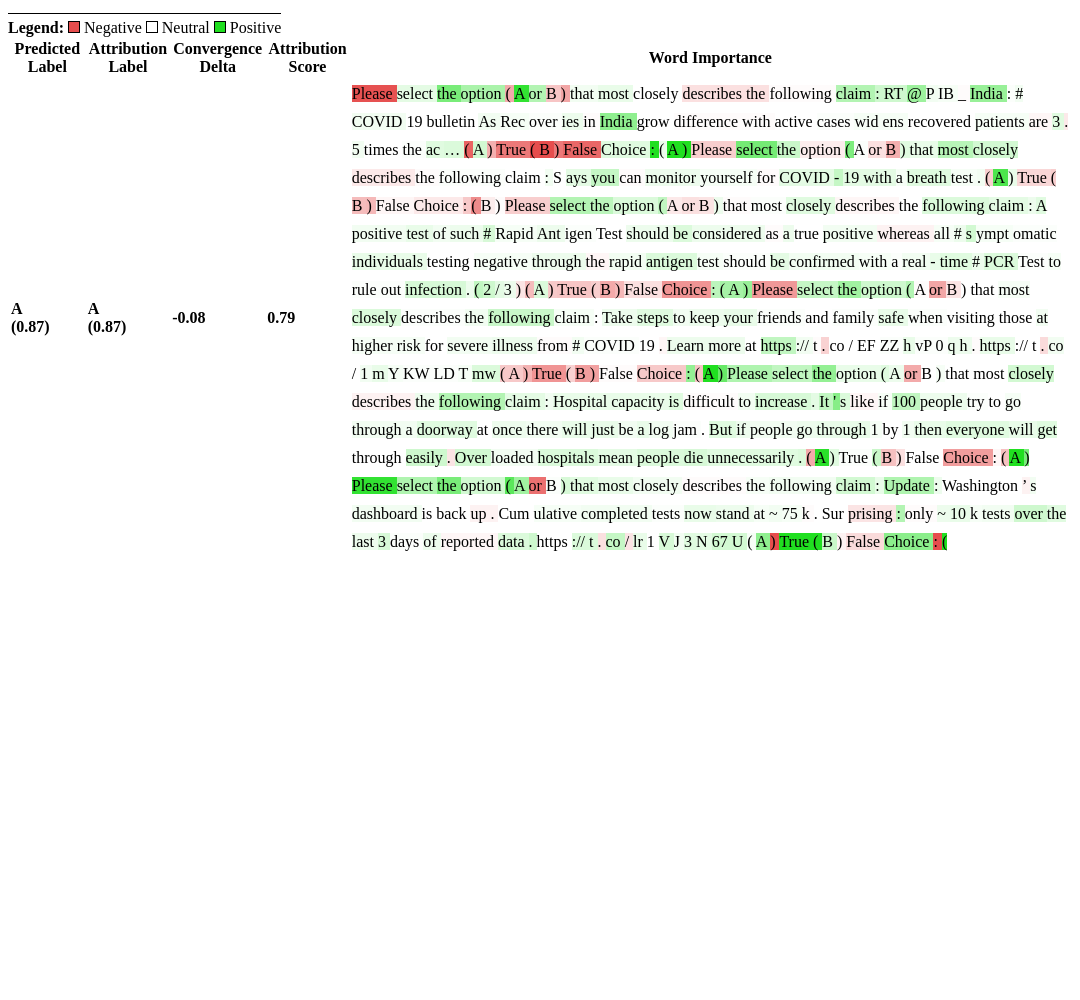 Legend: Negative Neutral Positive
Predicted Label Attribution Label Convergence Delta Attribution Score Word Importance
A (0.87) A (0.87) -0.08 0.79
Please select the option ( A or B ) that most closely describes the following claim : RT @ P IB _ India : #
COVID 19 bulletin As Rec over ies in India grow difference with active cases wid ens recovered patients are 3 .
5 times the ac … ( A ) True ( B ) False Choice : ( A ) Please select the option ( A or B ) that most closely
describes the following claim : S ays you can monitor yourself for COVID - 19 with a breath test . ( A ) True (
B ) False Choice : ( B ) Please select the option ( A or B ) that most closely describes the following claim : A
positive test of such # Rapid Ant igen Test should be considered as a true positive whereas all # s ympt omatic
individuals testing negative through the rapid antigen test should be confirmed with a real - time # PCR Test to
rule out infection . ( 2 / 3 ) ( A ) True ( B ) False Choice : ( A ) Please select the option ( A or B ) that most
closely describes the following claim : Take steps to keep your friends and family safe when visiting those at
higher risk for severe illness from # COVID 19 . Learn more at https :// t . co / EF ZZ h vP 0 q h . https :// t . co
/ 1 m Y KW LD T mw ( A ) True ( B ) False Choice : ( A ) Please select the option ( A or B ) that most closely
describes the following claim : Hospital capacity is difficult to increase . It ’ s like if 100 people try to go
through a doorway at once there will just be a log jam . But if people go through 1 by 1 then everyone will get
through easily . Over loaded hospitals mean people die unnecessarily . ( A ) True ( B ) False Choice : ( A )
Please select the option ( A or B ) that most closely describes the following claim : Update : Washington ’ s
dashboard is back up . Cum ulative completed tests now stand at ~ 75 k . Sur prising : only ~ 10 k tests over the
last 3 days of reported data . https :// t . co / lr 1 V J 3 N 67 U ( A ) True ( B ) False Choice : (